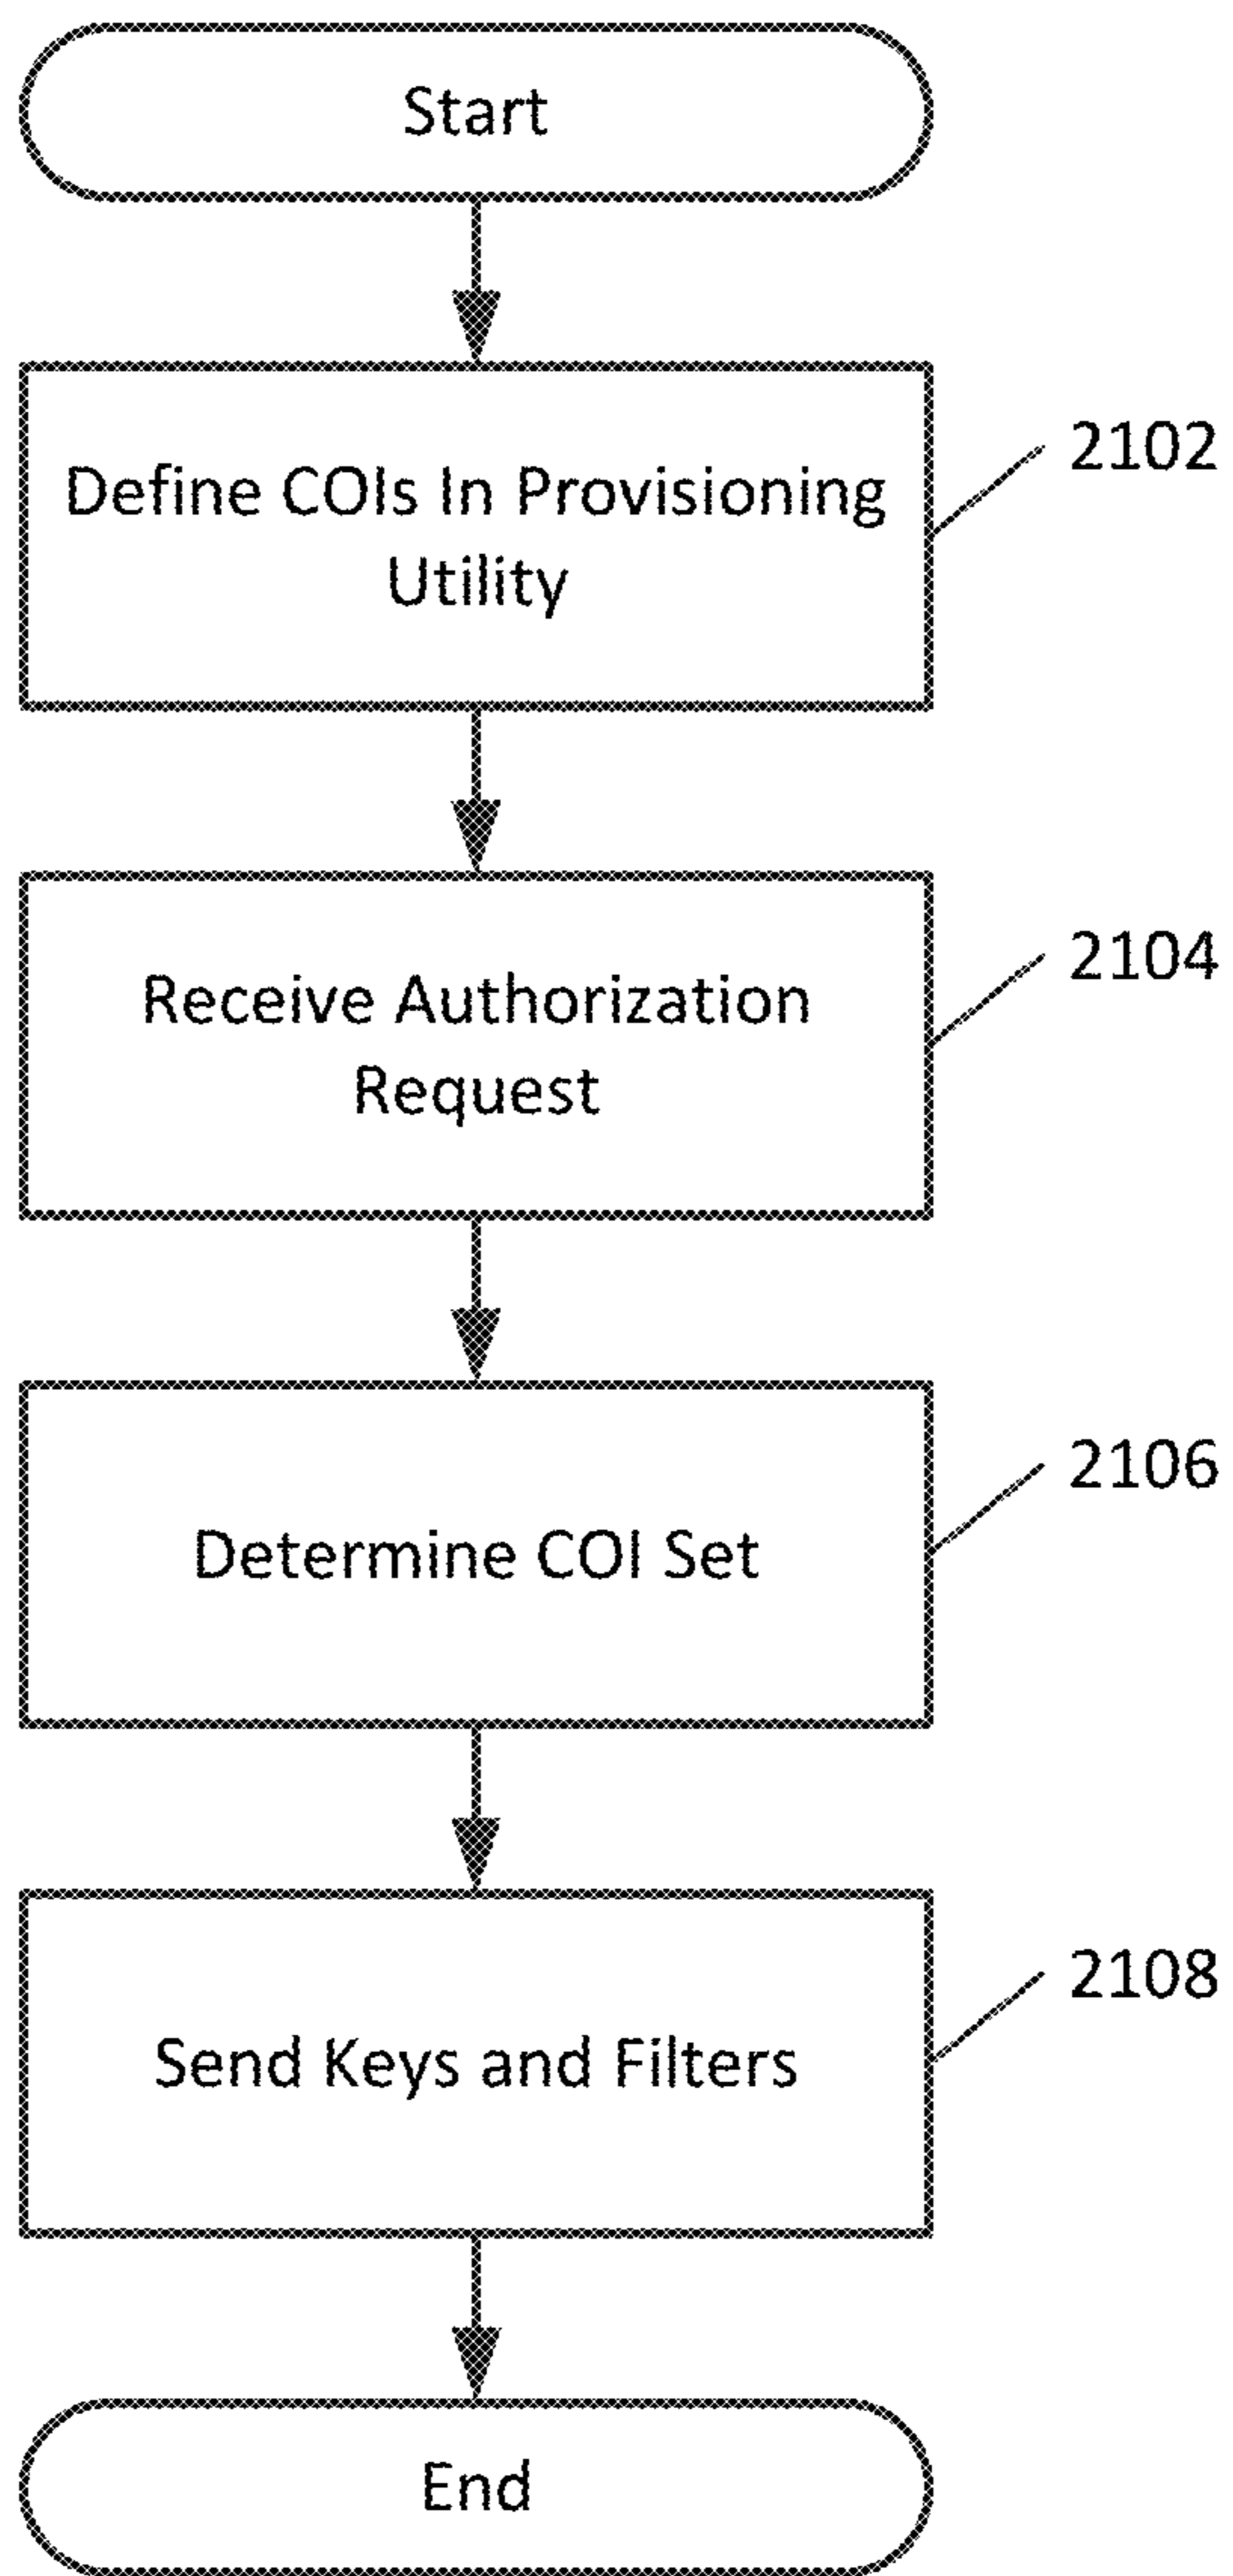 Start
Define COIs In Provisioning
Utility
2102
Receive Authorization
Request
2104
Determine COI Set
2106
Send Keys and Filters
2108
End